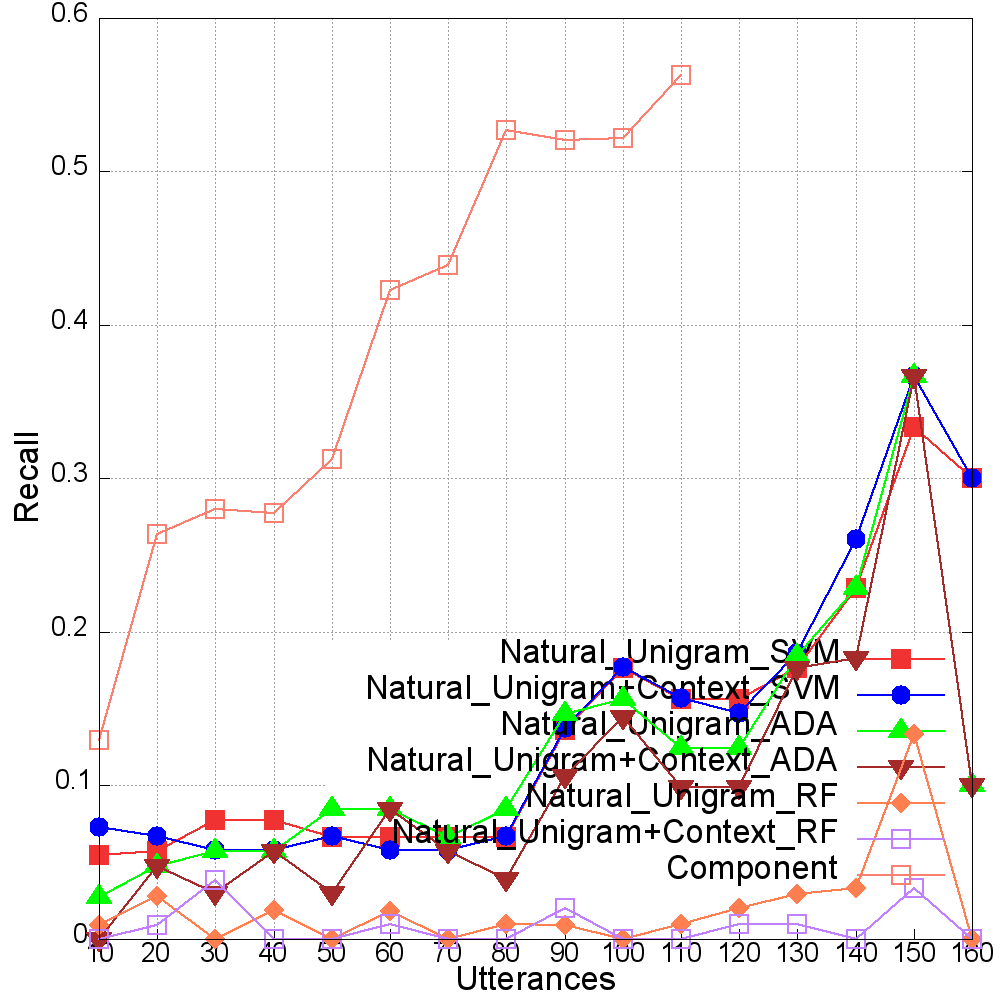 0.6
0.5
0.4
0.3
0.2
0.1
0
Recall
Natural_Unigram_SVM
Natural_Unigram+Context_SVM
Natural_Unigram_ADA
Natural_Unigram+Context_ADA
Natural_Unigram_RF
Natural_Unigram+Context_RF
Component
10 20 30 40 50 60 70 80 90 100 110 120 130 140 150 160
Utterances